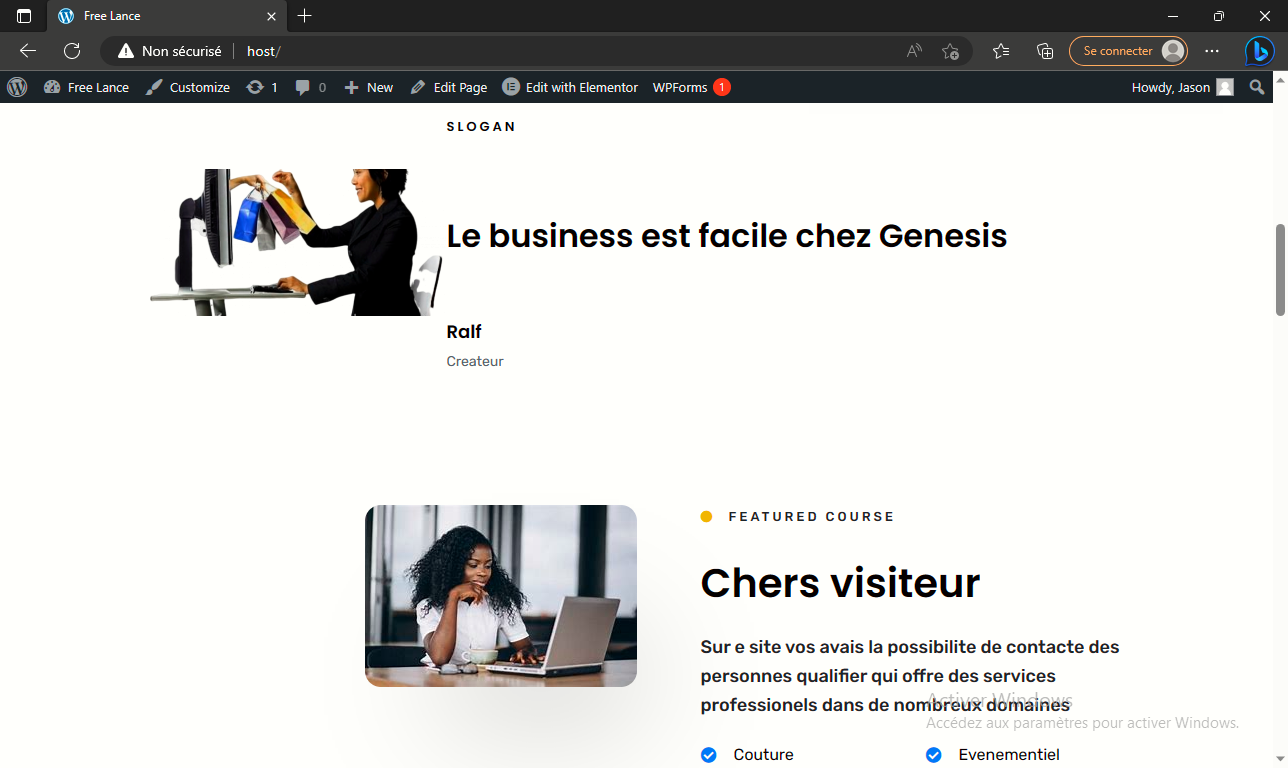 Free Lance
Non sécurisé
host/
Se connecter
Free Lance
Customize
1
0
New
Edit Page
Edit with Elementor
WPForms 1
Howdy, Jason
SLOGAN
Le business est facile chez Genesis
Ralf
Createur
FEATURED COURSE
Chers visiteur
Sur e site vos avais la possibilite de contacte des
personnes qualifier qui offre des services
professionels dans de nombreux domaines
Activer Windows
Accédez aux paramètres pour activer Windows.
Couture
Evenementiel